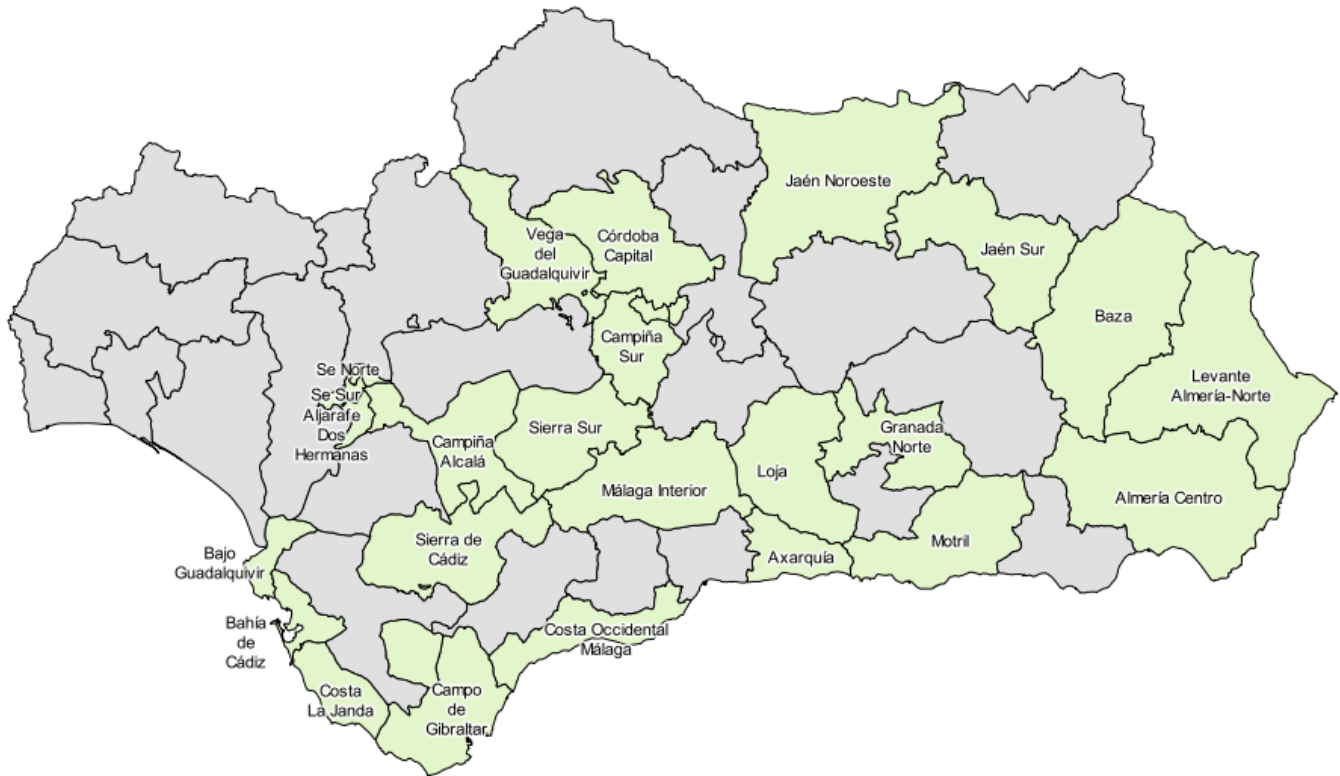 Jaén Noroeste
Vega
del
Guadalquivir
Córdoba
Capital
Jaén Sur
Baza
Campiña
Sur
Se Norte
Se Sur
Aljarafe
Dos
Hermanas
Levante
Almería-Norte
Campiña
Alcalá
Sierra Sur
Granada
Norte
Loja
Málaga Interior
Almería Centro
Sierra de
Cádiz
Motril
Bajo
Guadalquivir
Axarquía
Bahía
de
Cádiz
Costa Occidental
Málaga
Costa
La Janda
Campo
de
Gibraltar